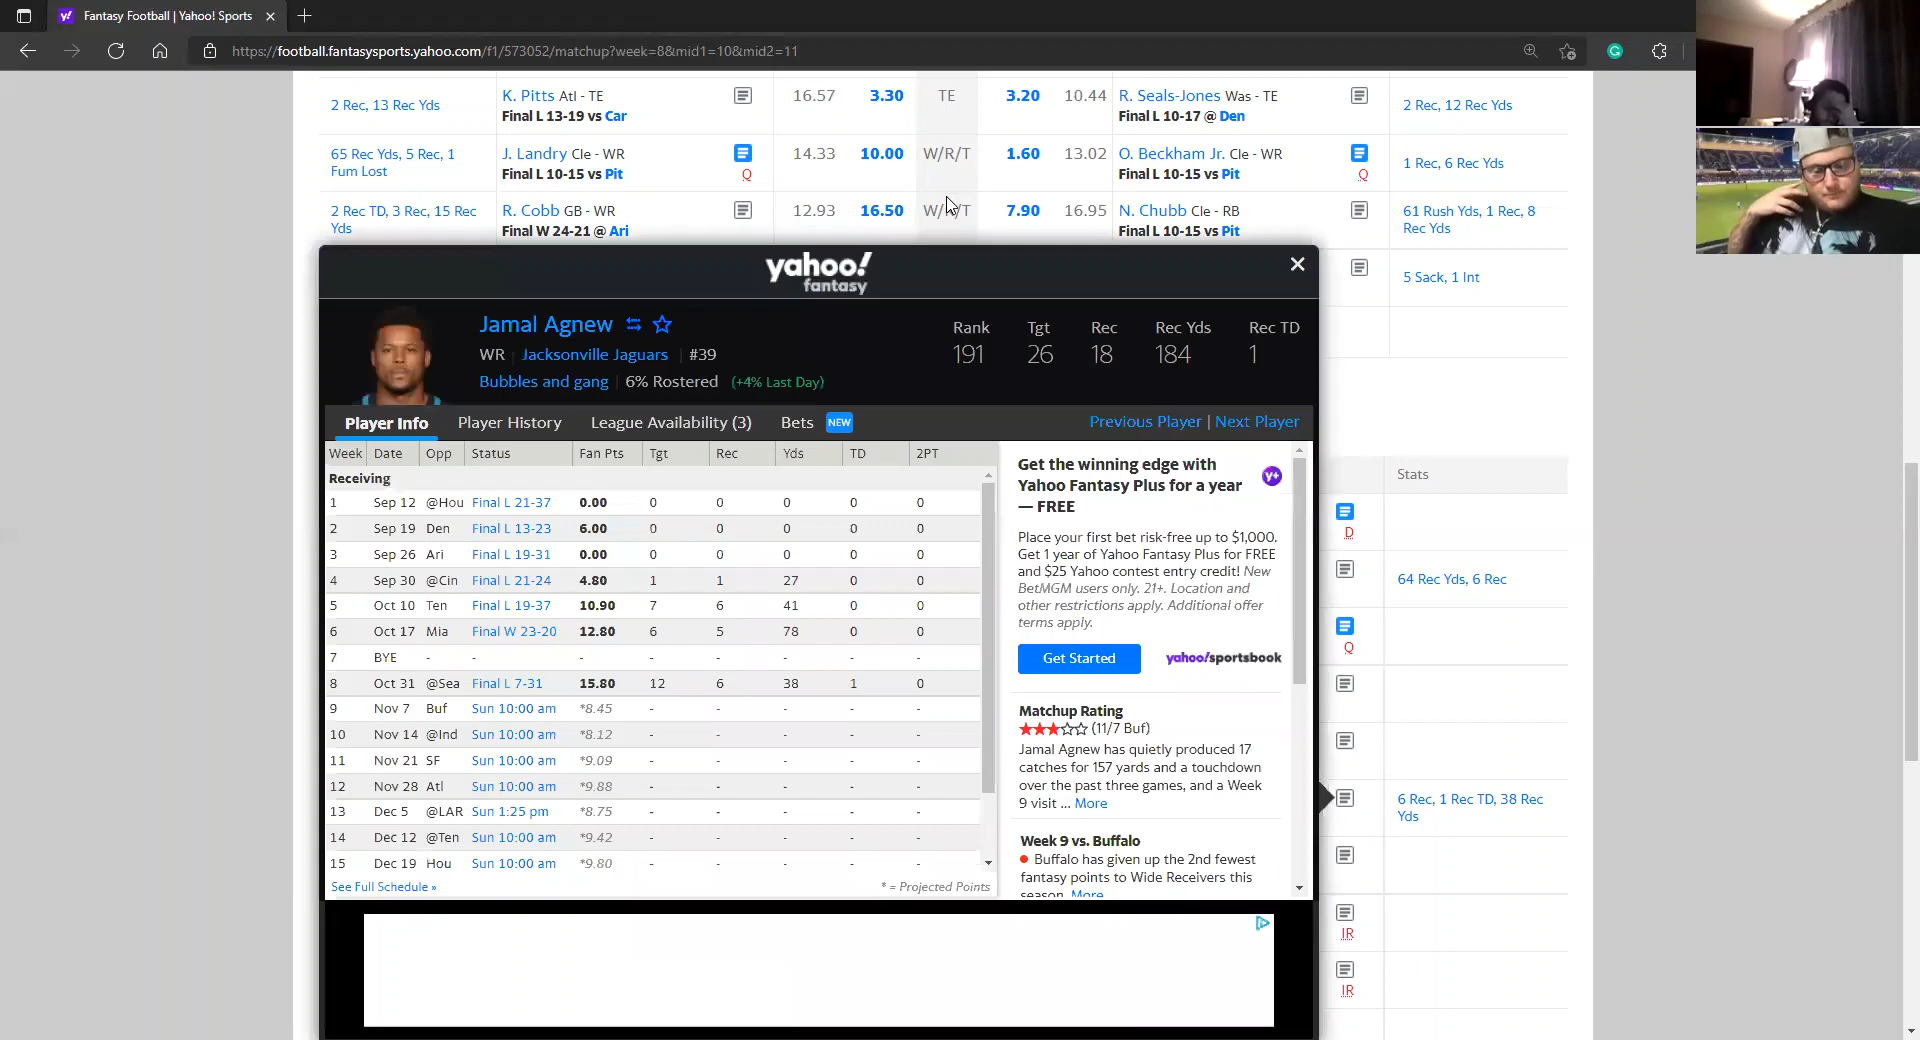 Fantasy Football | Yahoo! Sports
https://football.fantasysports.yahoo.com/f1/573052/matchup?week=8&mid1=10&mid2=11
2 Rec, 13 Rec Yds K. Pitts Atl - TE 16.57 3.30 TE 3.20 10.44 R. Seals-Jones Was - TE 2 Rec, 12 Rec Yds
Final L 13-19 vs Car Final L 10-17 @ Den
65 Rec Yds, 5 Rec, 1 J. Landry Cle - WR 14.33 10.00 W/R/T 1.60 13.02 O. Beckham Jr. Cle - WR 1 Rec, 6 Rec Yds
Fum Lost Final L 10-15 vs Pit Q Final L 10-15 vs Pit Q
2 Rec TD, 3 Rec, 15 Rec R. Cobb GB - WR 12.93 16.50 W/R/T 7.90 16.95 N. Chubb Cle - RB 61 Rush Yds, 1 Rec, 8
Yds Final W 24-21 @ Ari Final L 10-15 vs Pit Rec Yds
5 Sack, 1 Int
yahoo!
fantasy
Jamal Agnew
WR Jacksonville Jaguars #39
Bubbles and gang 6% Rostered (+4% Last Day)
Rank Tgt Rec Rec Yds Rec TD
191 26 18 184 1
Player Info Player History League Availability (3) Bets NEW Previous Player | Next Player
Week Date Opp Status Fan Pts Tgt Rec Yds TD 2PT
Receiving
1 Sep 12 @Hou Final L 21-37 0.00 0 0 0 0 0
2 Sep 19 Den Final L 13-23 6.00 0 0 0 0 0
3 Sep 26 Ari Final L 19-31 0.00 0 0 0 0 0
4 Sep 30 @Cin Final L 21-24 4.80 1 1 27 0 0
5 Oct 10 Ten Final L 19-37 10.90 7 6 41 0 0
6 Oct 17 Mia Final W 23-20 12.80 6 5 78 0 0
7 BYE - - - - - - - -
8 Oct 31 @Sea Final L 7-31 15.80 12 6 38 1 0
9 Nov 7 Buf Sun 10:00 am *8.45 - - - - -
10 Nov 14 @Ind Sun 10:00 am *8.12 - - - - -
11 Nov 21 SF Sun 10:00 am *9.09 - - - - -
12 Nov 28 Atl Sun 10:00 am *9.88 - - - - -
13 Dec 5 @LAR Sun 1:25 pm *8.75 - - - - -
14 Dec 12 @Ten Sun 10:00 am *9.42 - - - - -
15 Dec 19 Hou Sun 10:00 am *9.80 - - - - -
See Full Schedule » * = Projected Points
Get the winning edge with
Yahoo Fantasy Plus for a year
— FREE
y+
Place your first bet risk-free up to $1,000.
Get 1 year of Yahoo Fantasy Plus for FREE
and $25 Yahoo contest entry credit! New
BetMGM users only. 21+. Location and
other restrictions apply. Additional offer
terms apply.
Get Started yahoo!sportsbook
Matchup Rating
(11/7 Buf)
Jamal Agnew has quietly produced 17
catches for 157 yards and a touchdown
over the past three games, and a Week
9 visit ... More
Week 9 vs. Buffalo
Buffalo has given up the 2nd fewest
fantasy points to Wide Receivers this
season. More
Stats
D
64 Rec Yds, 6 Rec
Q
6 Rec, 1 Rec TD, 38 Rec
Yds
IR
IR